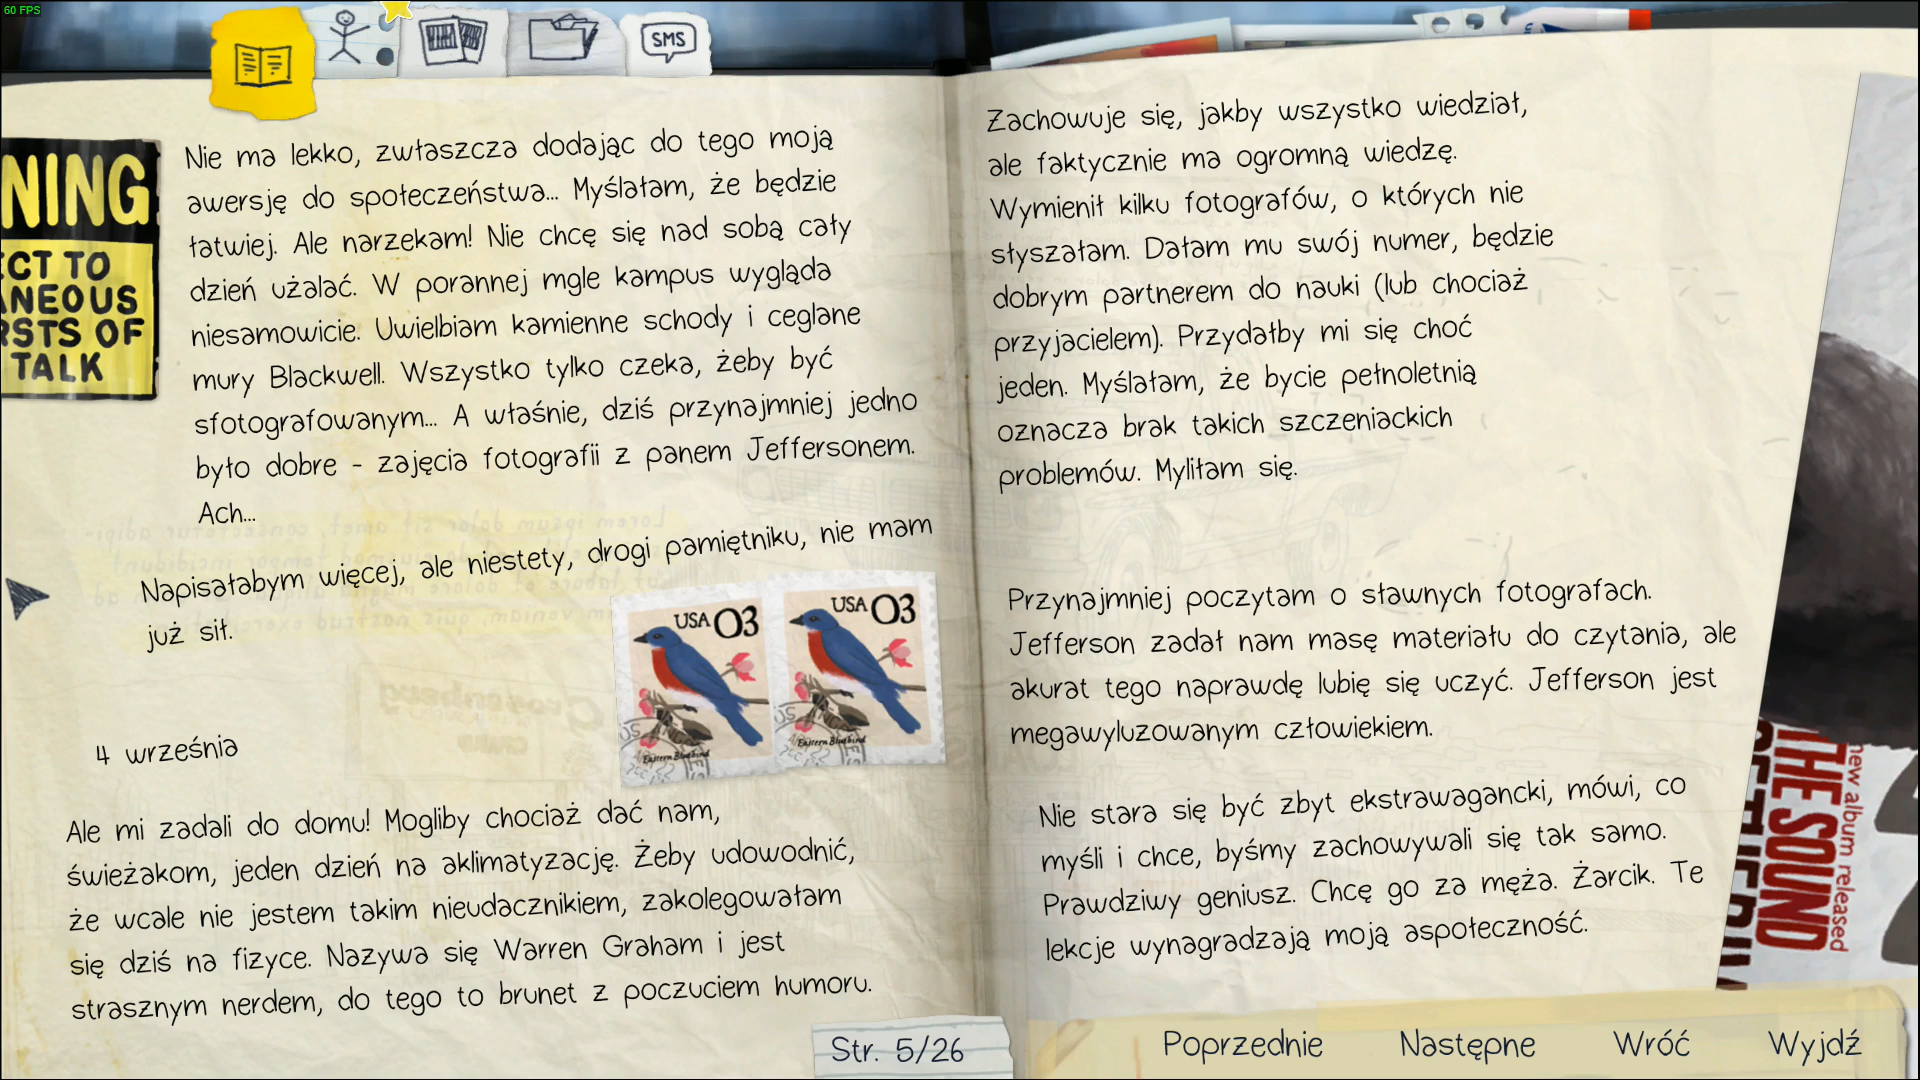 60 FPS
SMS
NING
CT TO
ANEOUS
RSTS OF
TALK
Nie ma lekko, zwłaszcza dodając do tego moją
awersję do społeczeństwa... Myślałam, że będzie
łatwiej. Ale narzekam! Nie chcę się nad sobą cały
dzień użalać. W porannej mgle kampus wygląda
niesamowicie. Uwielbiam kamienne schody i ceglane
mury Blackwell. Wszystko tylko czeka, żeby być
sfotografowanym... A właśnie, dziś przynajmniej jedno
było dobre - zajęcia fotografii z panem Jeffersonem.
Ach...
Napisałabym więcej, ale niestety, drogi pamiętniku, nie mam
już sił.
USA 03
Eastern Bluebird
USA 03
Eastern Bluebird
4 września
Ale mi zadali do domu! Mogliby chociaż dać nam,
świeżakom, jeden dzień na aklimatyzację. Żeby udowodnić,
że wcale nie jestem takim nieudacznikiem, zakolegowałam
się dziś na fizyce. Nazywa się Warren Graham i jest
strasznym nerdem, do tego to brunet z poczuciem humoru.
Zachowuje się, jakby wszystko wiedział,
ale faktycznie ma ogromną wiedzę.
Wymienił kilku fotografów, o których nie
słyszałam. Dałam mu swój numer, będzie
dobrym partnerem do nauki (lub chociaż
przyjacielem). Przydałby mi się choć
jeden. Myślałam, że bycie pełnoletnią
oznacza brak takich szczeniackich
problemów. Myliłam się.
Przynajmniej poczytam o sławnych fotografach.
Jefferson zadał nam masę materiału do czytania, ale
akurat tego naprawdę lubię się uczyć. Jefferson jest
megawyluzowanym człowiekiem.
Nie stara się być zbyt ekstrawagancki, mówi, co
myśli i chce, byśmy zachowywali się tak samo.
Prawdziwy geniusz. Chcę go za męża. Żarcik. Te
lekcje wynagradzają moją aspołeczność.
new album released
THE SOUND
Str. 5/26
Poprzednie Następne Wróć Wyjdź